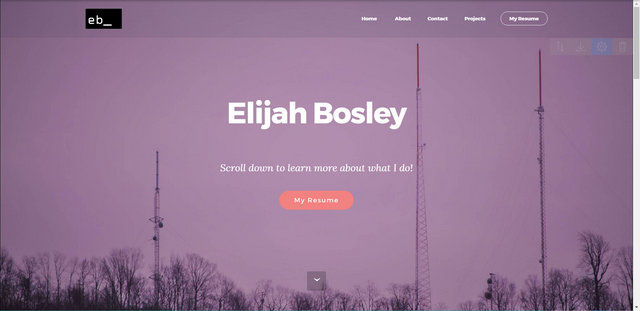 eb_
Home About Contact Projects My Resume
Elijah Bosley
Scroll down to learn more about what I do!
My Resume